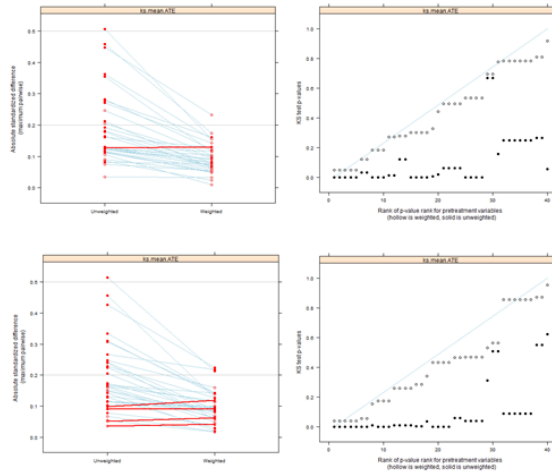 ks.mean.ATE
Absolute standardized difference
(maximum pairwise)
0.5
0.4
0.3
0.2
0.1
0.0
Unweighted
Weighted
ks.mean.ATE
KS test p-values
1.0
0.8
0.6
0.4
0.2
0.0
0
10
20
30
40
Rank of p-value rank for pretreatment variables
(hollow is weighted, solid is unweighted)
ks.mean.ATE
Absolute standardized difference
(maximum pairwise)
0.5
0.4
0.3
0.2
0.1
0.0
Unweighted
Weighted
ks.mean.ATE
KS test p-values
1.0
0.8
0.6
0.4
0.2
0.0
0
10
20
30
40
Rank of p-value rank for pretreatment variables
(hollow is weighted, solid is unweighted)